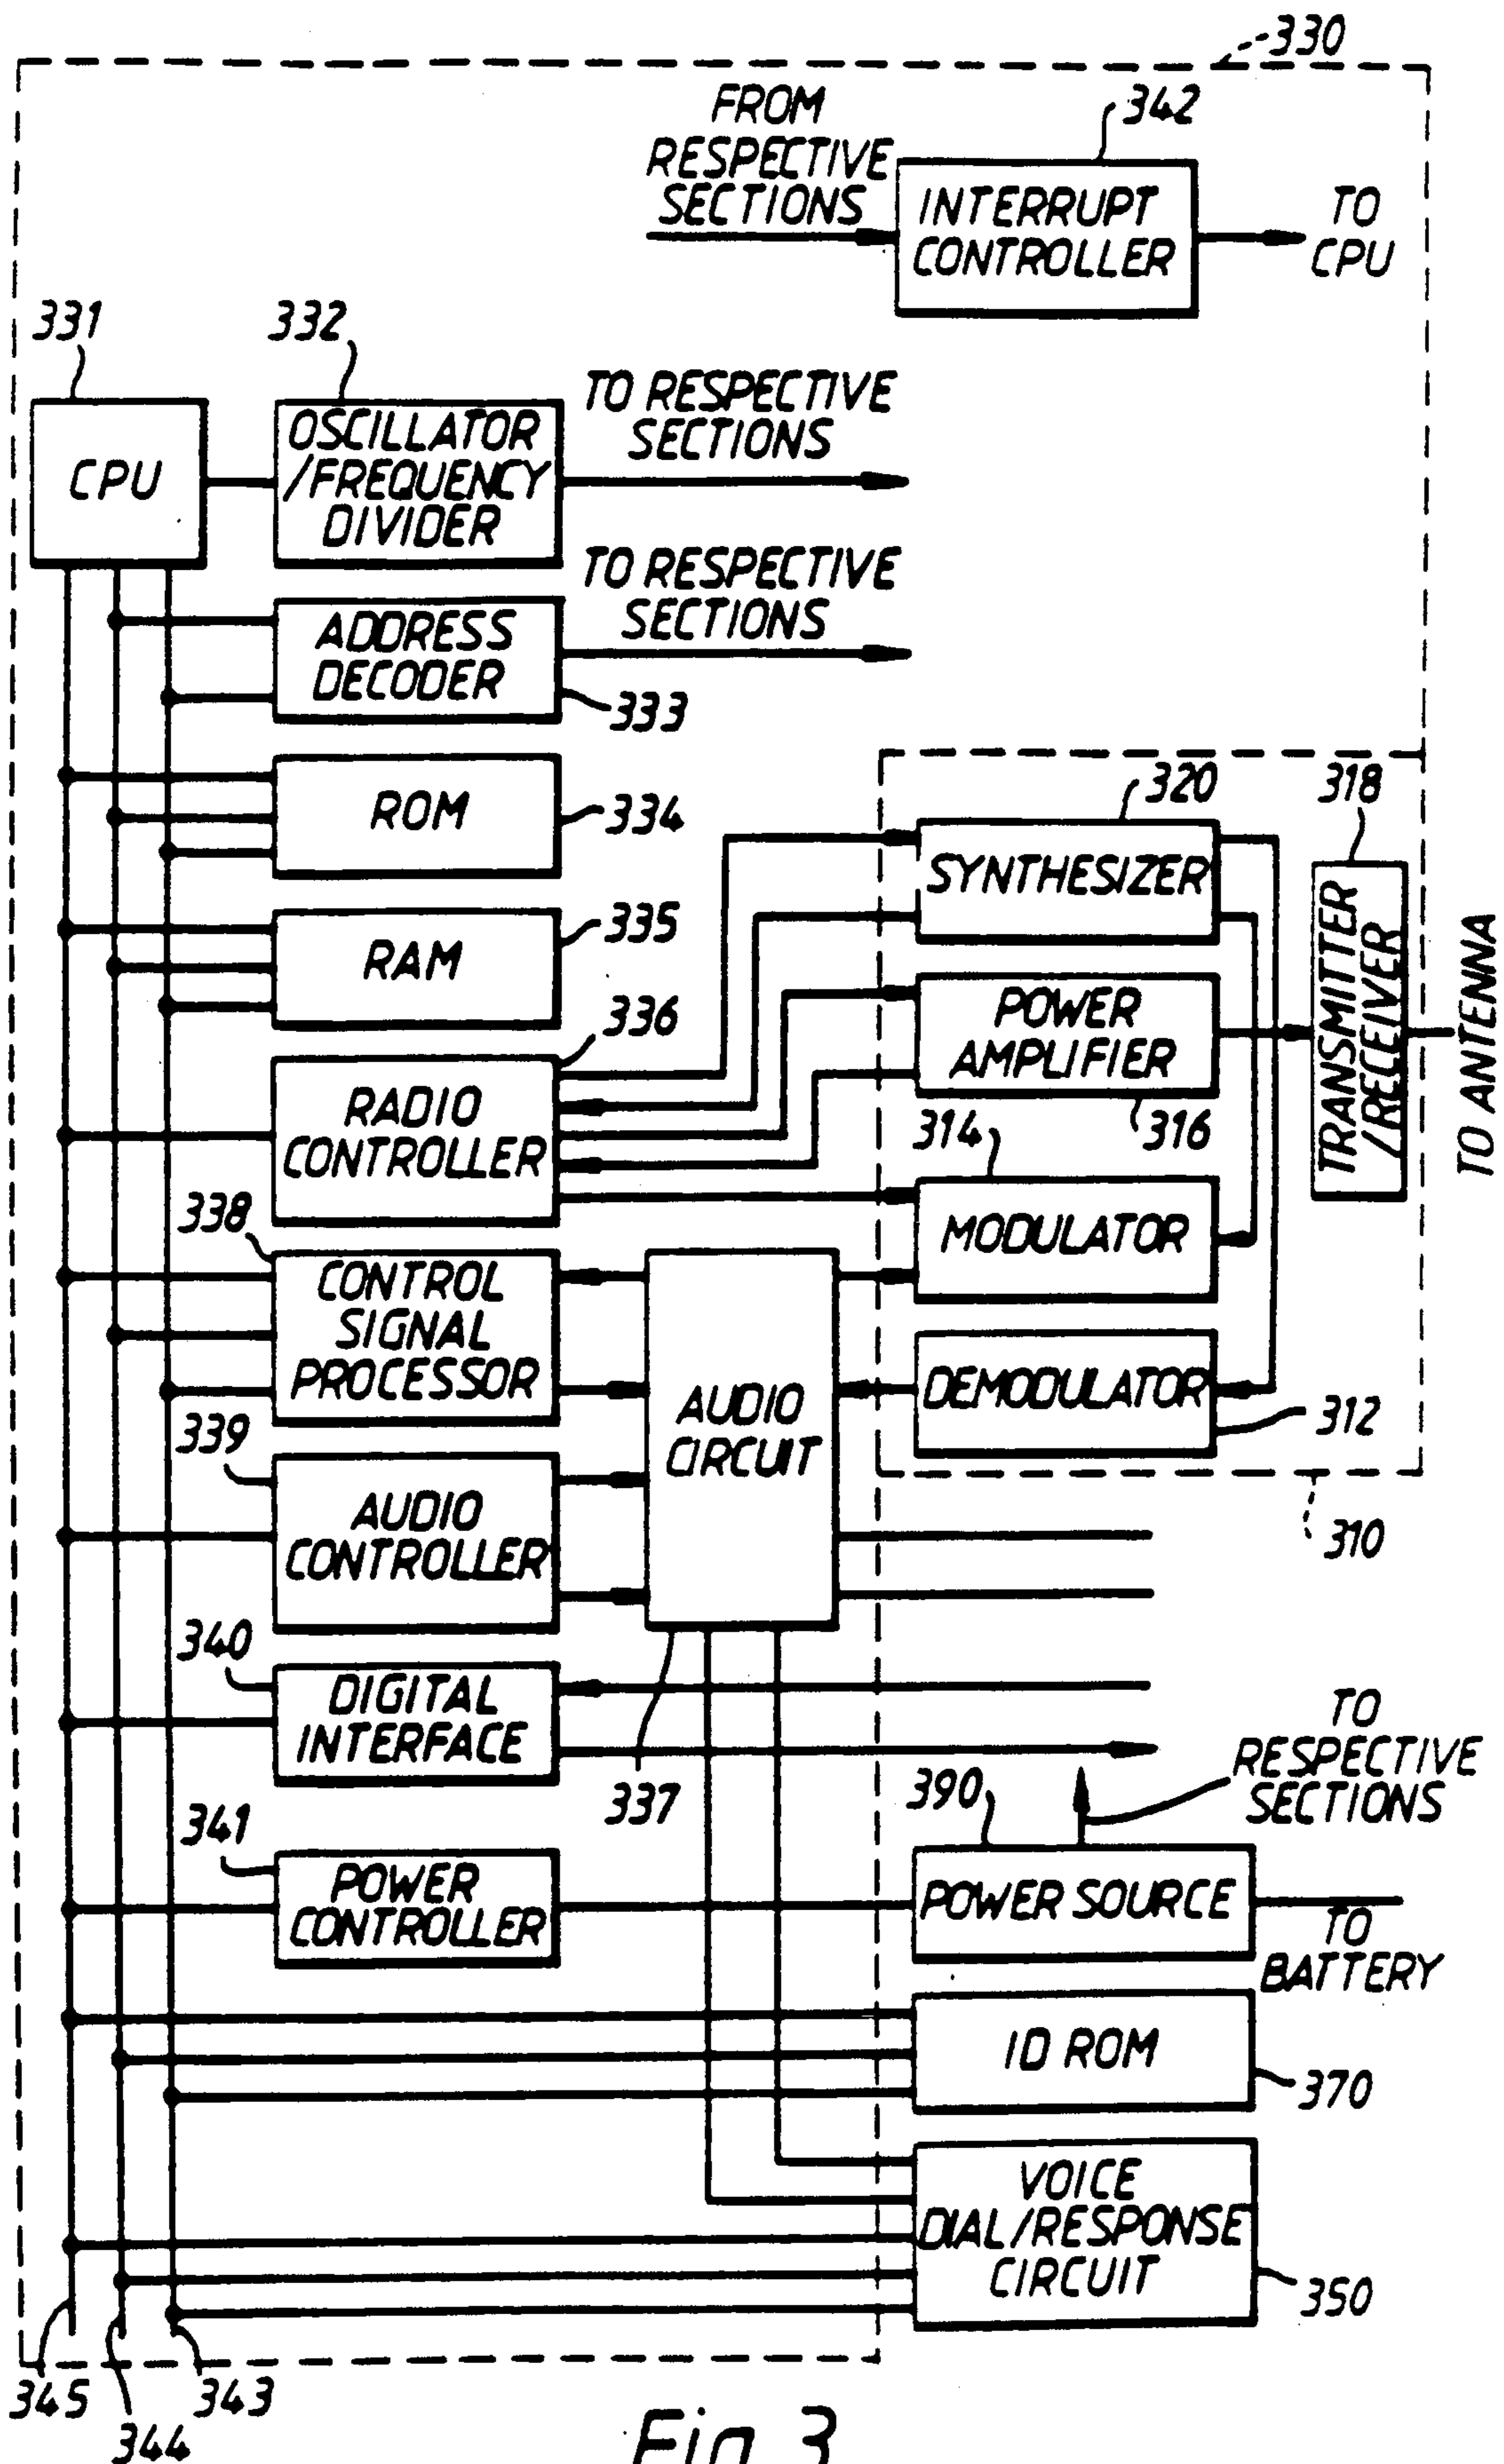 330
FROM
RESPECTIVE
SECTIONS
342
INTERRUPT
CONTROLLER
TO
CPU
331
332
CPU
OSCILLATOR
/FREQUENCY
DIVIDER
TO RESPECTIVE
SECTIONS
TO RESPECTIVE
SECTIONS
ADDRESS
DECODER
333
ROM
334
320
318
SYNTHESIZER
TRANSMITTER
/RECEIVER
TO ANTENNA
RAM
335
336
POWER
AMPLIFIER
316
RADIO
CONTROLLER
314
MODULATOR
338
CONTROL
SIGNAL
PROCESSOR
AUDIO
CIRCUIT
DEMODULATOR
312
339
AUDIO
CONTROLLER
310
340
DIGITAL
INTERFACE
337
TO
RESPECTIVE
SECTIONS
390
341
POWER
CONTROLLER
POWER SOURCE
TO
BATTERY
ID ROM
370
VOICE
DIAL/RESPONSE
CIRCUIT
350
345
344
343
Fig. 3